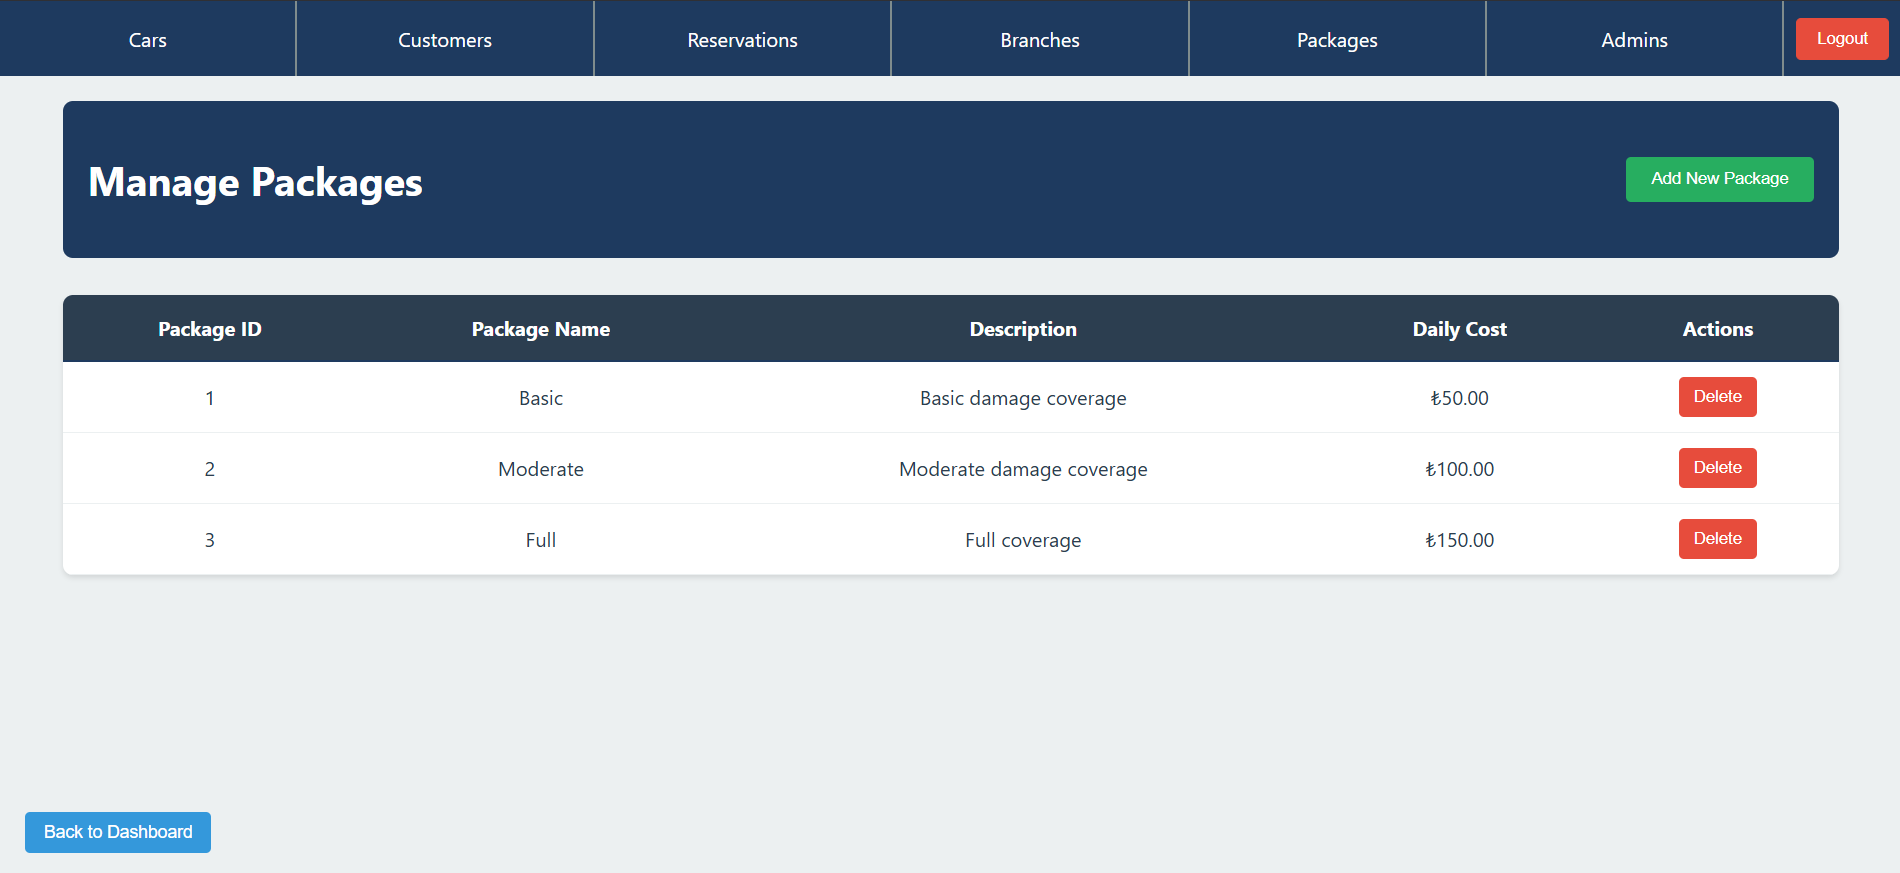 Cars Customers Reservations Branches Packages Admins Logout
Manage Packages Add New Package
Package ID Package Name Description Daily Cost Actions
1 Basic Basic damage coverage ₺50.00 Delete
2 Moderate Moderate damage coverage ₺100.00 Delete
3 Full Full coverage ₺150.00 Delete
Back to Dashboard